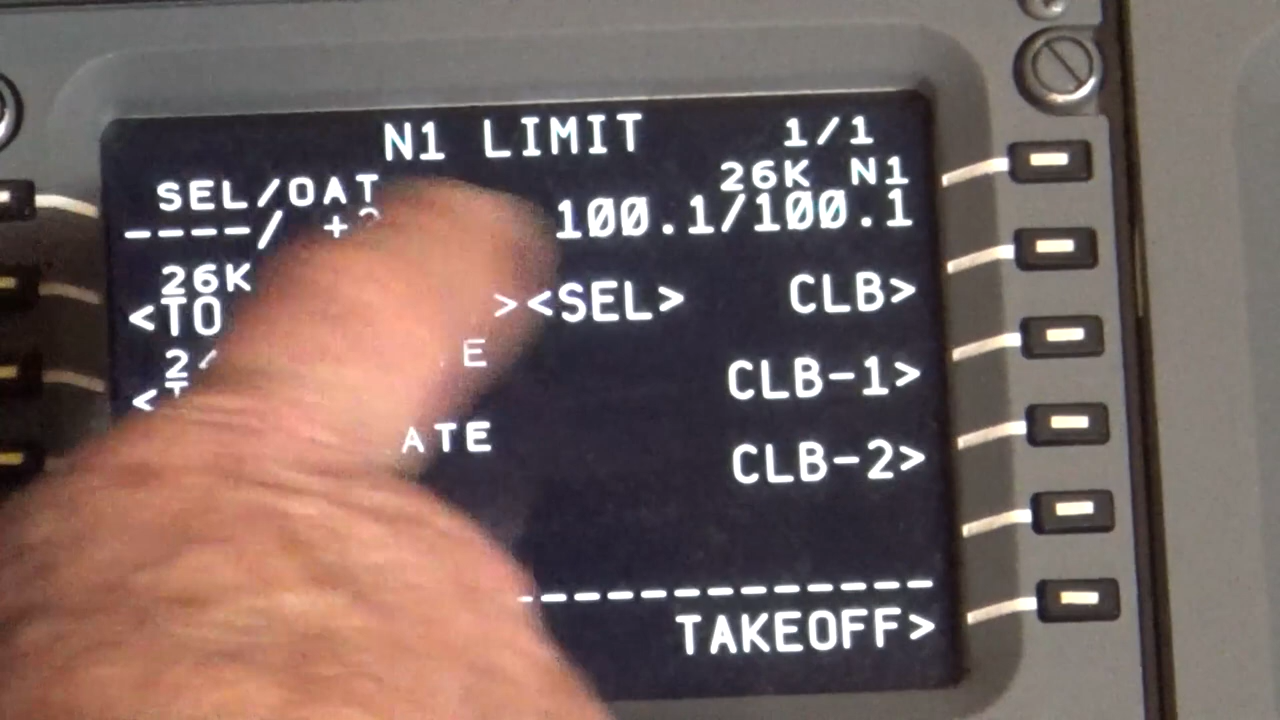 N1 LIMIT 1/1
SEL/OAT 26K N1
----/ 100.1/100.1
26K
<TO ><SEL> CLB>
CLB-1>
CLB-2>
------------
TAKEOFF>